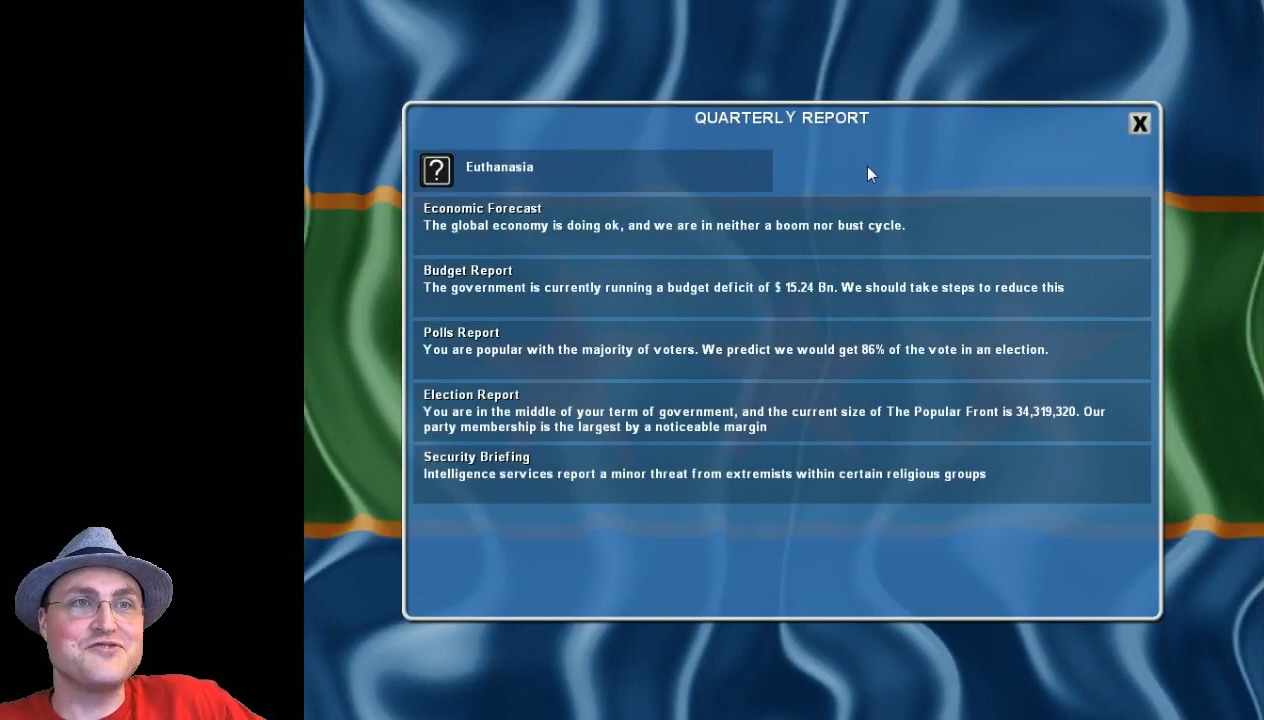 QUARTERLY REPORT
X
?
Euthanasia
Economic Forecast
The global economy is doing ok, and we are in neither a boom nor bust cycle.
Budget Report
The government is currently running a budget deficit of $ 15.24 Bn. We should take steps to reduce this
Polls Report
You are popular with the majority of voters. We predict we would get 86% of the vote in an election.
Election Report
You are in the middle of your term of government, and the current size of The Popular Front is 34,319,320. Our
party membership is the largest by a noticeable margin
Security Briefing
Intelligence services report a minor threat from extremists within certain religious groups